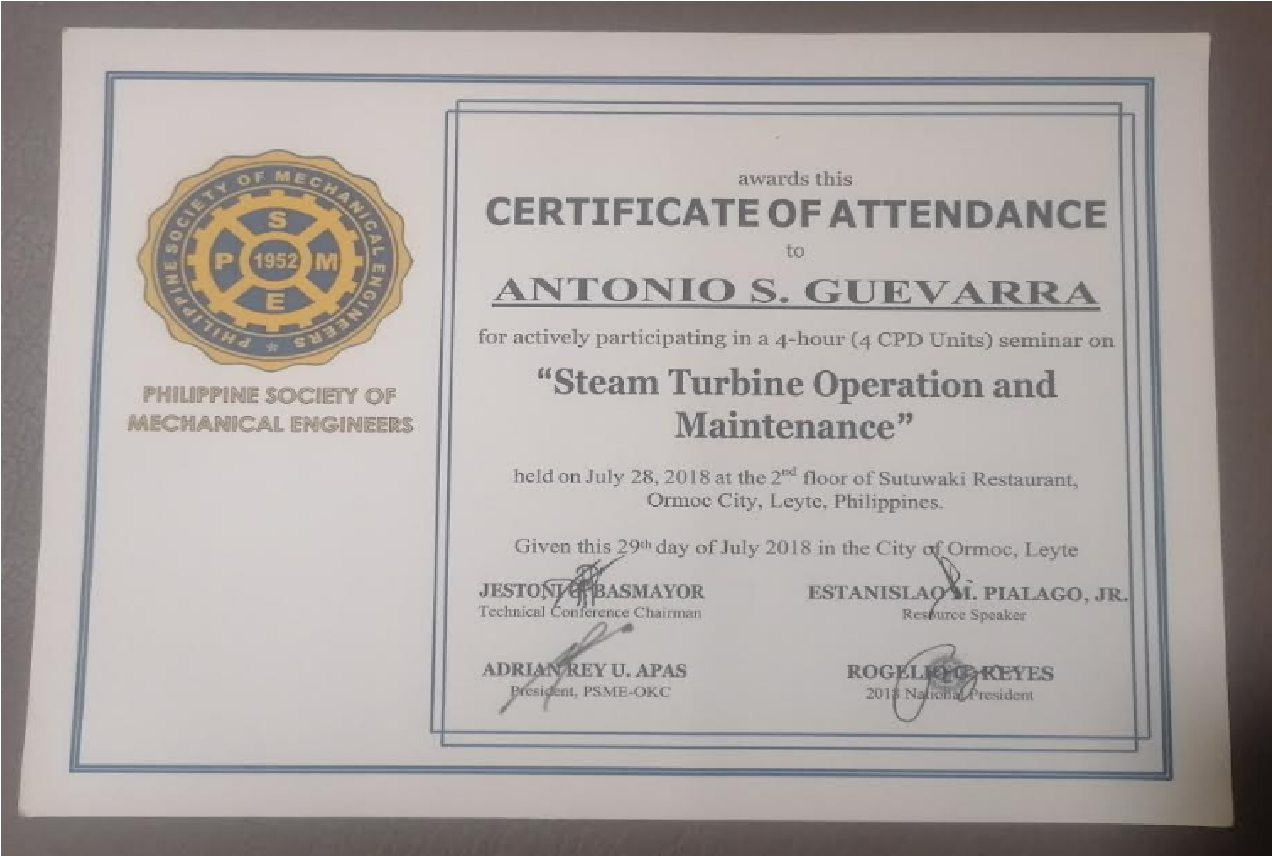 PHILIPPINE SOCIETY OF MECHANICAL ENGINEERS
S
P 1952 M
E
PHILIPPINE SOCIETY OF
MECHANICAL ENGINEERS
awards this
CERTIFICATE OF ATTENDANCE
to
ANTONIO S. GUEVARRA
for actively participating in a 4-hour (4 CPD Units) seminar on
“Steam Turbine Operation and
Maintenance”
held on July 28, 2018 at the 2nd floor of Sutuwaki Restaurant,
Ormoc City, Leyte, Philippines.
Given this 29th day of July 2018 in the City of Ormoc, Leyte
JESTONI BASMAYOR
Technical Conference Chairman
ESTANISLAO M. PIALAGO, JR.
Resource Speaker
ADRIAN REY U. APAS
President, PSME-OKC
ROGELIO REYES
2018 National President